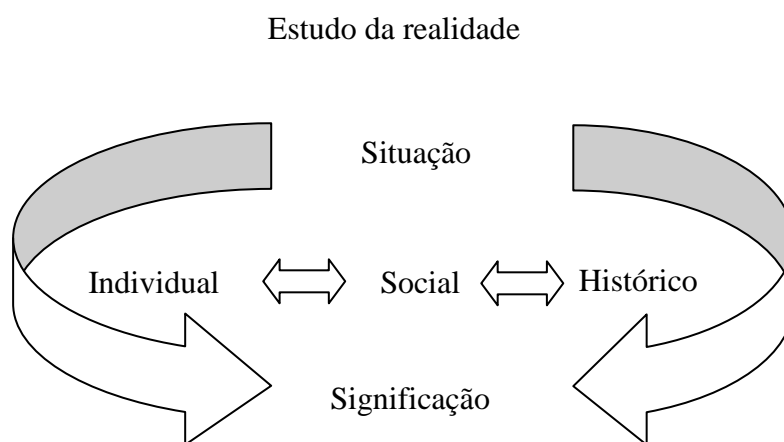 Estudo da realidade
Situação
Individual Social Histórico
Significação